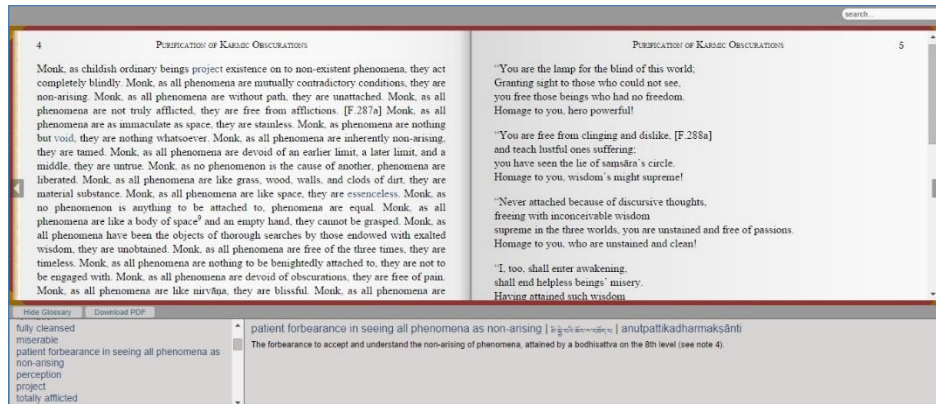 search...
4 PURIFICATION OF KARMIC OBSCURATIONS
Monk, as childish ordinary beings project existence on to non-existent phenomena, they act
completely blindly. Monk, as all phenomena are mutually contradictory conditions, they are
non-arising. Monk, as all phenomena are without path, they are unattached. Monk, as all
phenomena are not truly afflicted, they are free from afflictions. [F.287a] Monk, as all
phenomena are as immaculate as space, they are stainless. Monk, as phenomena are nothing
but void, they are nothing whatsoever. Monk, as all phenomena are inherently non-arising,
they are tamed. Monk, as all phenomena are devoid of an earlier limit, a later limit, and a
middle, they are untrue. Monk, as no phenomenon is the cause of another, phenomena are
liberated. Monk, as all phenomena are like grass, wood, walls, and clods of dirt, they are
material substance. Monk, as all phenomena are like space, they are essenceless. Monk, as
no phenomenon is anything to be attached to, phenomena are equal. Monk, as all
phenomena are like a body of space⁹ and an empty hand, they cannot be grasped. Monk, as
all phenomena have been the objects of thorough searches by those endowed with exalted
wisdom, they are unobtained. Monk, as all phenomena are free of the three times, they are
timeless. Monk, as all phenomena are nothing to be benightedly attached to, they are not to
be engaged with. Monk, as all phenomena are devoid of obscurations, they are free of pain.
Monk, as all phenomena are like nirvāṇa, they are blissful. Monk, as all phenomena are
PURIFICATION OF KARMIC OBSCURATIONS 5
“You are the lamp for the blind of this world;
Granting sight to those who could not see,
you free those beings who had no freedom.
Homage to you, hero powerful!
“You are free from clinging and dislike, [F.288a]
and teach lustful ones suffering;
you have seen the lie of saṃsāra’s circle.
Homage to you, wisdom’s might supreme!
“Never attached because of discursive thoughts,
freeing with inconceivable wisdom
supreme in the three worlds, you are unstained and free of passions.
Homage to you, who are unstained and clean!
“I, too, shall enter awakening,
shall end helpless beings’ misery.
Having attained such wisdom
Hide Glossary Download PDF
fully cleansed
miserable
patient forbearance in seeing all phenomena as
non-arising
perception
project
totally afflicted
patient forbearance in seeing all phenomena as non-arising | | anutpattikadharmakṣānti
The forbearance to accept and understand the non-arising of phenomena, attained by a bodhisattva on the 8th level (see note 4).